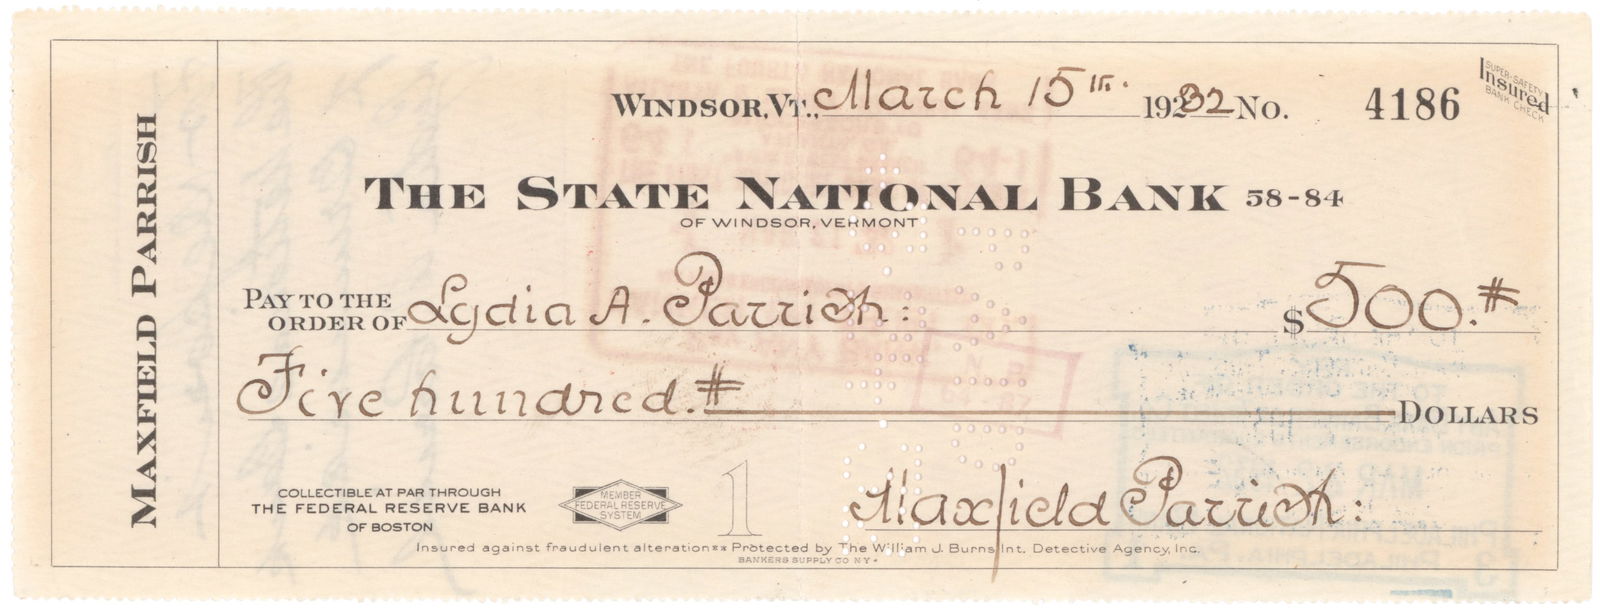 WINDSOR, VT., March 15th. 1932 No. 4186
SUPER-SAFETY
Insured
BANK CHECK
MAXFIELD PARRISH
THE STATE NATIONAL BANK 58-84
OF WINDSOR, VERMONT
PAY TO THE
ORDER OF Lydia A. Parrish: $500.#
Five hundred.# DOLLARS
COLLECTIBLE AT PAR THROUGH
THE FEDERAL RESERVE BANK
OF BOSTON
MEMBER
FEDERAL RESERVE
SYSTEM
1
Maxfield Parrish:
Insured against fraudulent alteration** Protected by The William J. Burns Int. Detective Agency, Inc.
BANKERS SUPPLY CO N Y